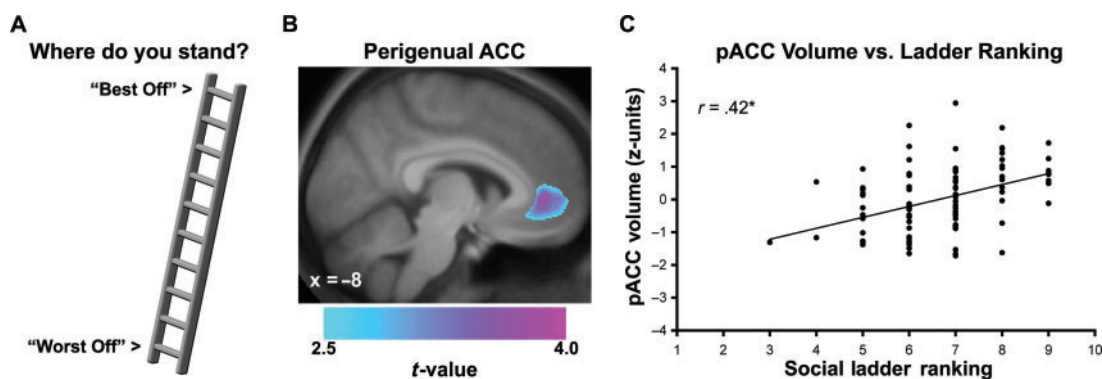 A
Where do you stand?
“Best Off” >
“Worst Off” >
B
Perigenual ACC
x = –8
2.5
4.0
t-value
C
pACC Volume vs. Ladder Ranking
r = .42*
pACC volume (z-units)
4
3
2
1
0
–1
–2
–3
–4
1 2 3 4 5 6 7 8 9 10
Social ladder ranking